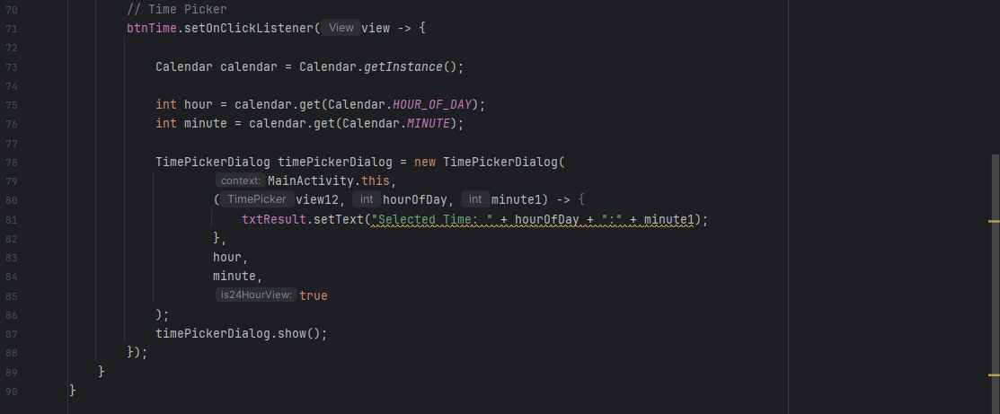 70 // Time Picker
71 btnTime.setOnClickListener( View view -> {
72
73 Calendar calendar = Calendar.getInstance();
74
75 int hour = calendar.get(Calendar.HOUR_OF_DAY);
76 int minute = calendar.get(Calendar.MINUTE);
77
78 TimePickerDialog timePickerDialog = new TimePickerDialog(
79 context: MainActivity.this,
80 ( TimePicker view12, int hourOfDay, int minute1) -> {
81 txtResult.setText("Selected Time: " + hourOfDay + ":" + minute1);
82 },
83 hour,
84 minute,
85 is24HourView: true
86 );
87 timePickerDialog.show();
88 });
89 }
90 }